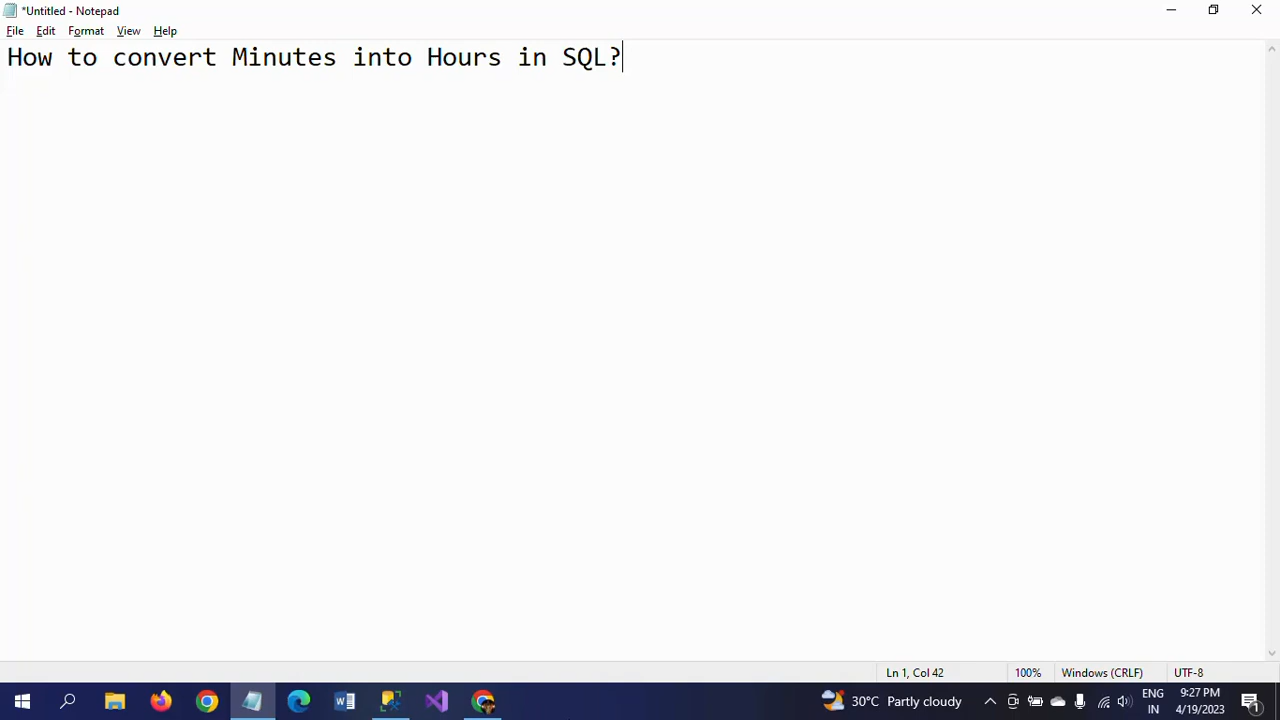 *Untitled - Notepad
File Edit Format View Help
How to convert Minutes into Hours in SQL?
Ln 1, Col 42 100% Windows (CRLF) UTF-8
30°C Partly cloudy
ENG
IN
9:27 PM
4/19/2023
1